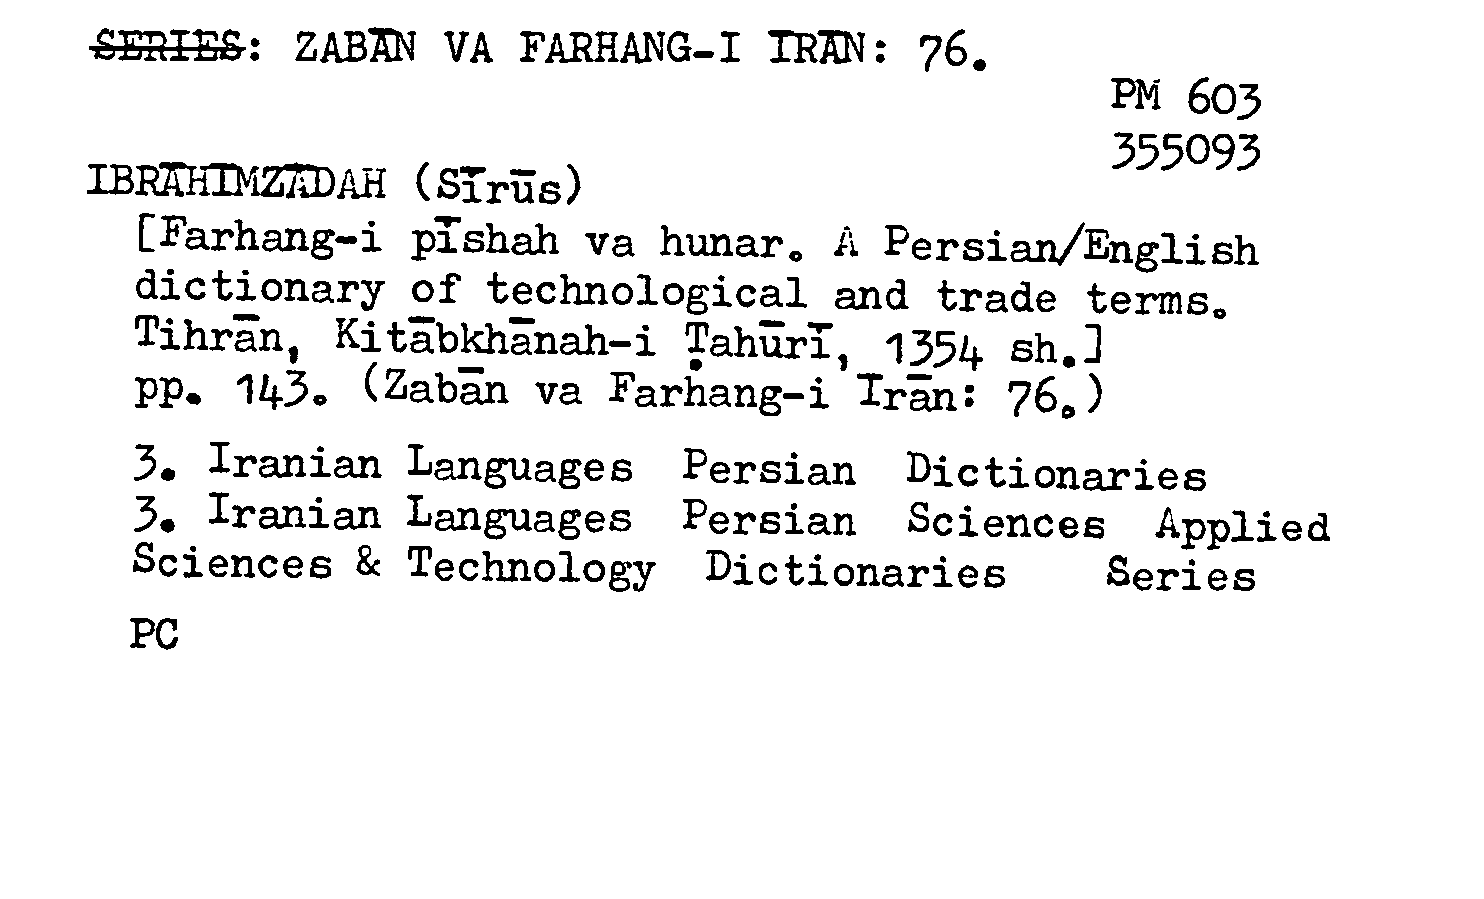 SERIES: ZABĀN VA FARHANG-I ĪRĀN: 76.
PM 603
355093
IBRĀHĪMZĀDAH (Sīrūs)
[Farhang-i pīshah va hunar. A Persian/English
dictionary of technological and trade terms.
Tihrān, Kitābkhānah-i Ṭahūrī, 1354 sh.]
pp. 143. (Zabān va Farhang-i Īrān: 76.)
3. Iranian Languages Persian Dictionaries
3. Iranian Languages Persian Sciences Applied
Sciences & Technology Dictionaries Series
PC